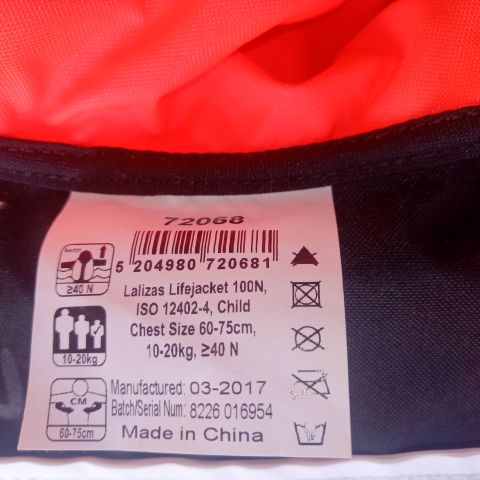 72068
5 204980 720681
Newton
≥40 N
Lalizas Lifejacket 100N,
ISO 12402-4, Child
Chest Size 60-75cm,
10-20kg, ≥40 N
10-20kg
CM
60-75cm
Manufactured: 03-2017
Batch/Serial Num: 8226 016954
Made in China